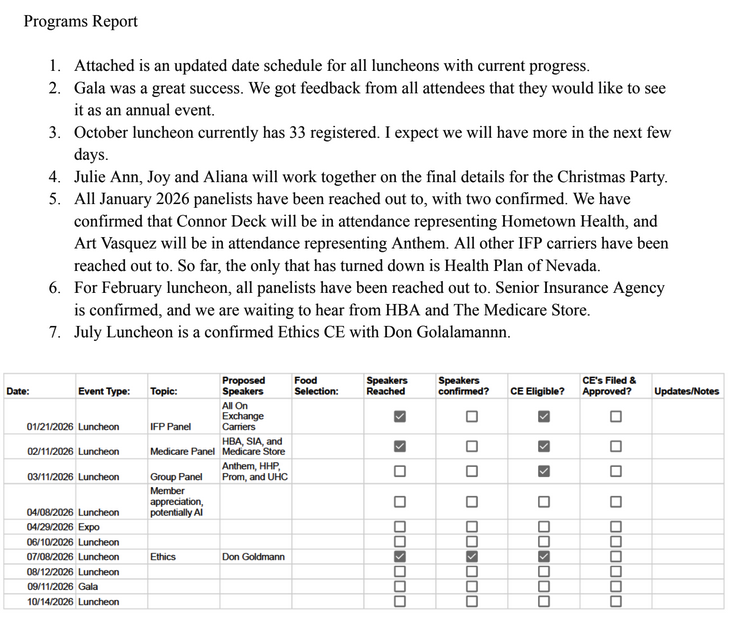 Programs Report
1. Attached is an updated date schedule for all luncheons with current progress.
2. Gala was a great success. We got feedback from all attendees that they would like to see
it as an annual event.
3. October luncheon currently has 33 registered. I expect we will have more in the next few
days.
4. Julie Ann, Joy and Aliana will work together on the final details for the Christmas Party.
5. All January 2026 panelists have been reached out to, with two confirmed. We have
confirmed that Connor Deck will be in attendance representing Hometown Health, and
Art Vasquez will be in attendance representing Anthem. All other IFP carriers have been
reached out to. So far, the only that has turned down is Health Plan of Nevada.
6. For February luncheon, all panelists have been reached out to. Senior Insurance Agency
is confirmed, and we are waiting to hear from HBA and The Medicare Store.
7. July Luncheon is a confirmed Ethics CE with Don Golalamannn.
Date: Event Type: Topic: Proposed Speakers Food Selection: Speakers Reached Speakers confirmed? CE Eligible? CE's Filed & Approved? Updates/Notes
01/21/2026 Luncheon IFP Panel All On Exchange Carriers
02/11/2026 Luncheon Medicare Panel HBA, SIA, and Medicare Store
03/11/2026 Luncheon Group Panel Anthem, HHP, Prom, and UHC
04/08/2026 Luncheon Member appreciation, potentially AI
04/29/2026 Expo
06/10/2026 Luncheon
07/08/2026 Luncheon Ethics Don Goldmann
08/12/2026 Luncheon
09/11/2026 Gala
10/14/2026 Luncheon